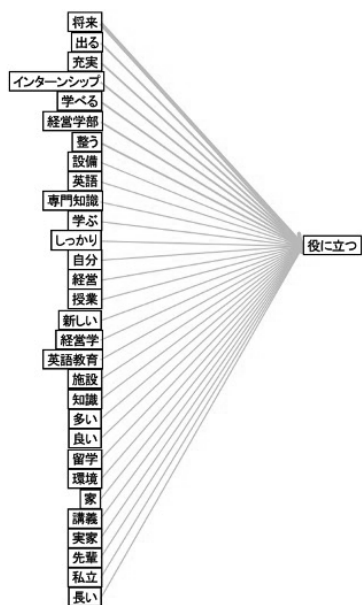 将来
出る
充実
インターンシップ
学べる
経営学部
整う
設備
英語
専門知識
学ぶ
しっかり
自分
経営
授業
新しい
経営学
英語教育
施設
知識
多い
良い
留学
環境
家
講義
実家
先輩
私立
長い
役に立つ